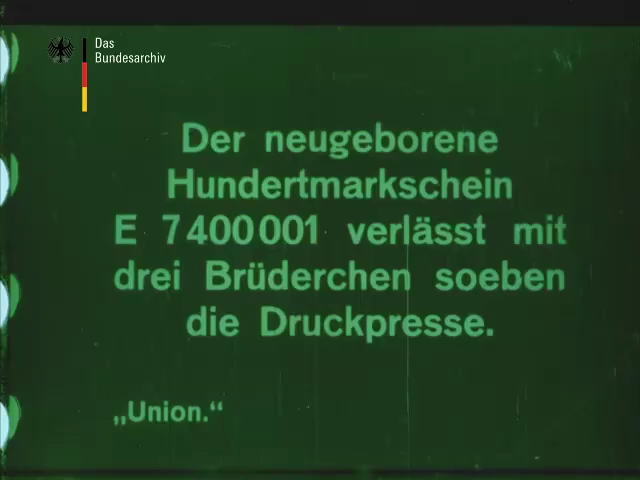 Das
Bundesarchiv
Der neugeborene
Hundertmarkschein
E 7400001 verlässt mit
drei Brüderchen soeben
die Druckpresse.
„Union.“